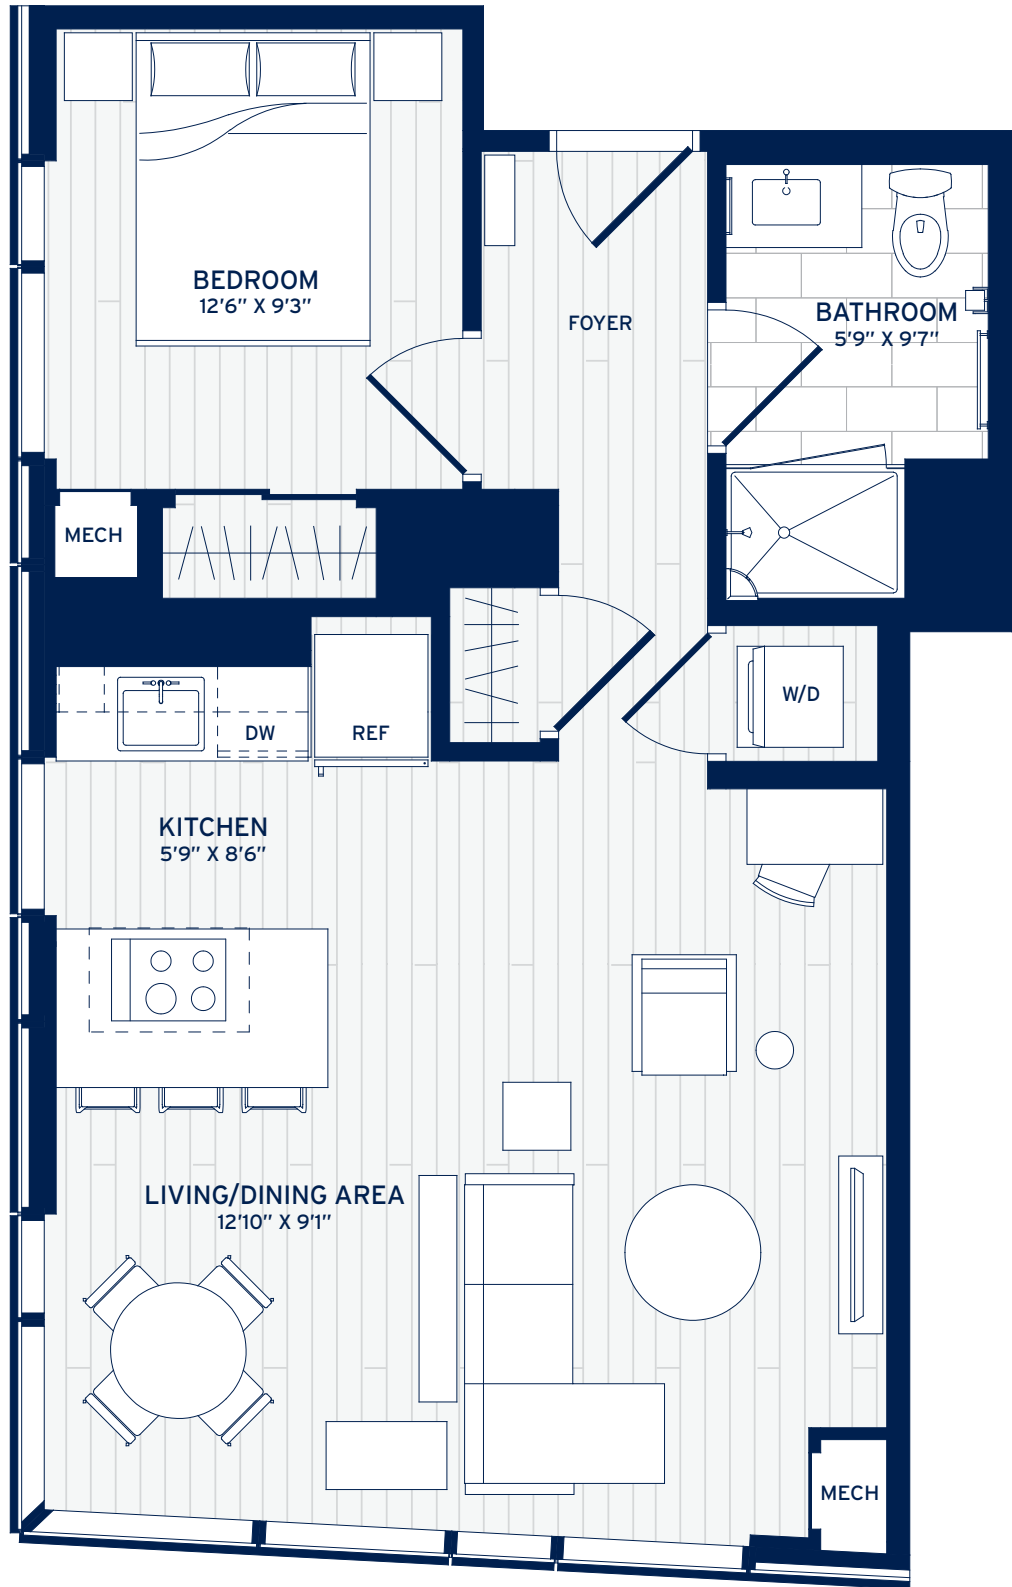 BEDROOM
12'6" X 9'3"
FOYER
BATHROOM
5'9" X 9'7"
MECH
W/D
DW
REF
KITCHEN
5'9" X 8'6"
LIVING/DINING AREA
12'10" X 9'1"
MECH